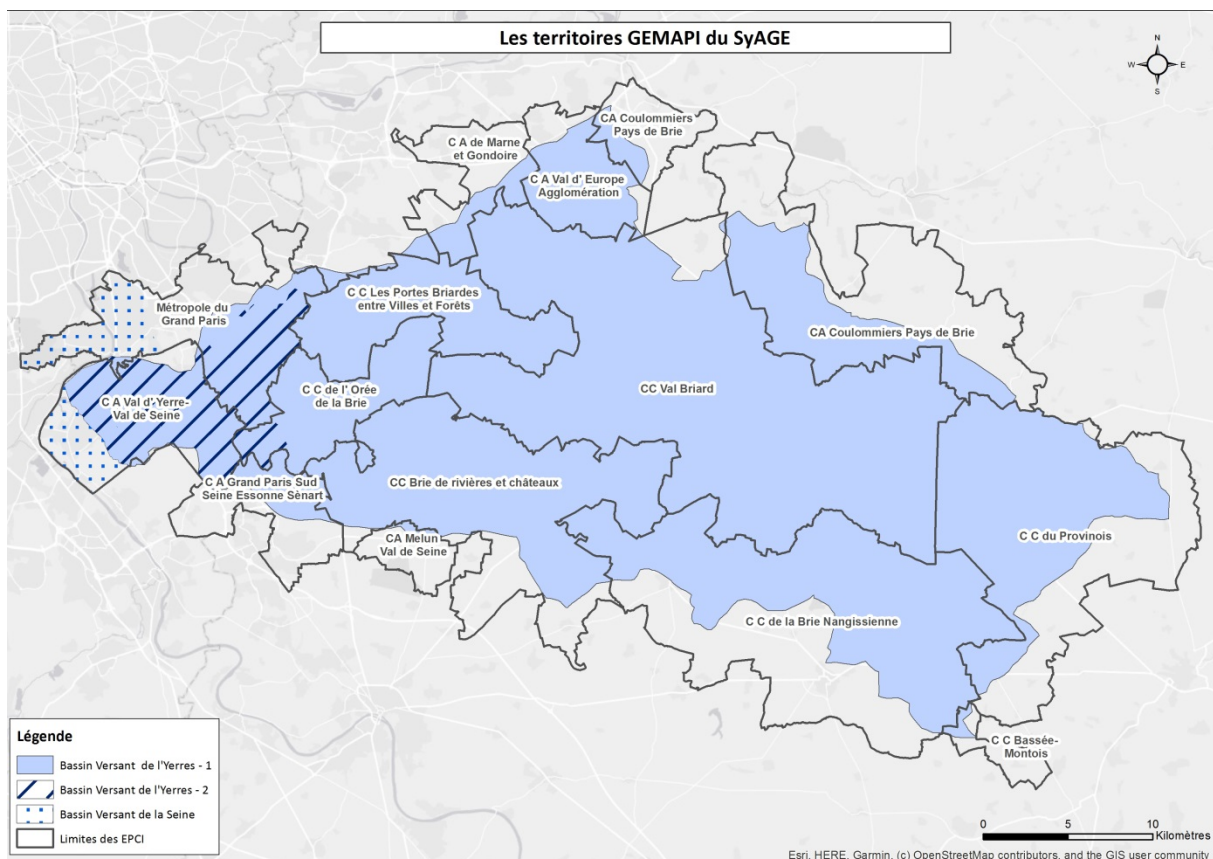 Les territoires GEMAPI du SyAGE
N
W E
S
CA Coulommiers
Pays de Brie
C A de Marne
et Gondoire
C A Val d' Europe
Agglomération
Métropole du
Grand Paris
C C Les Portes Briardes
entre Villes et Forêts
CA Coulommiers Pays de Brie
C C de l' Orée
de la Brie
CC Val Briard
C A Val d' Yerre-
Val de Seine
C A Grand Paris Sud
Seine Essonne Sènart
CC Brie de rivières et châteaux
CA Melun
Val de Seine
C C du Provinois
C C de la Brie Nangissienne
C C Bassée-
Montois
Légende
Bassin Versant de l'Yerres - 1
Bassin Versant de l'Yerres - 2
Bassin Versant de la Seine
Limites des EPCI
0 5 10
Kilomètres
Esri, HERE, Garmin, (c) OpenStreetMap contributors, and the GIS user community